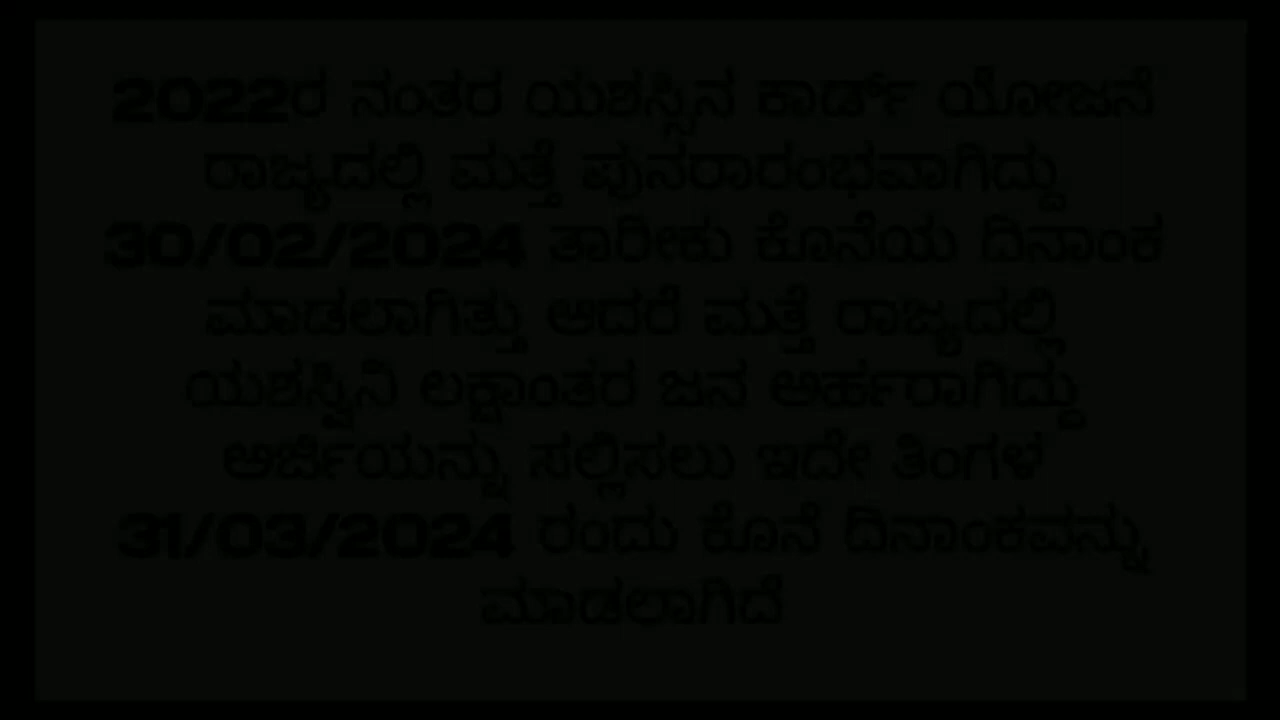 2022ರ ನಂತರ ಯಶಸ್ಸಿನ ಕಾರ್ಡ್ ಯೋಜನೆ
ರಾಜ್ಯದಲ್ಲಿ ಮತ್ತೆ ಪುನರಾರಂಭವಾಗಿದ್ದು
30/02/2024 ತಾರೀಕು ಕೊನೆಯ ದಿನಾಂಕ
ಮಾಡಲಾಗಿತ್ತು ಆದರೆ ಮತ್ತೆ ರಾಜ್ಯದಲ್ಲಿ
ಯಶಸ್ವಿನಿ ಲಕ್ಷಾಂತರ ಜನ ಅರ್ಹರಾಗಿದ್ದು
ಅರ್ಜಿಯನ್ನು ಸಲ್ಲಿಸಲು ಇದೇ ತಿಂಗಳ
31/03/2024 ರಂದು ಕೊನೆ ದಿನಾಂಕವನ್ನು
ಮಾಡಲಾಗಿದೆ